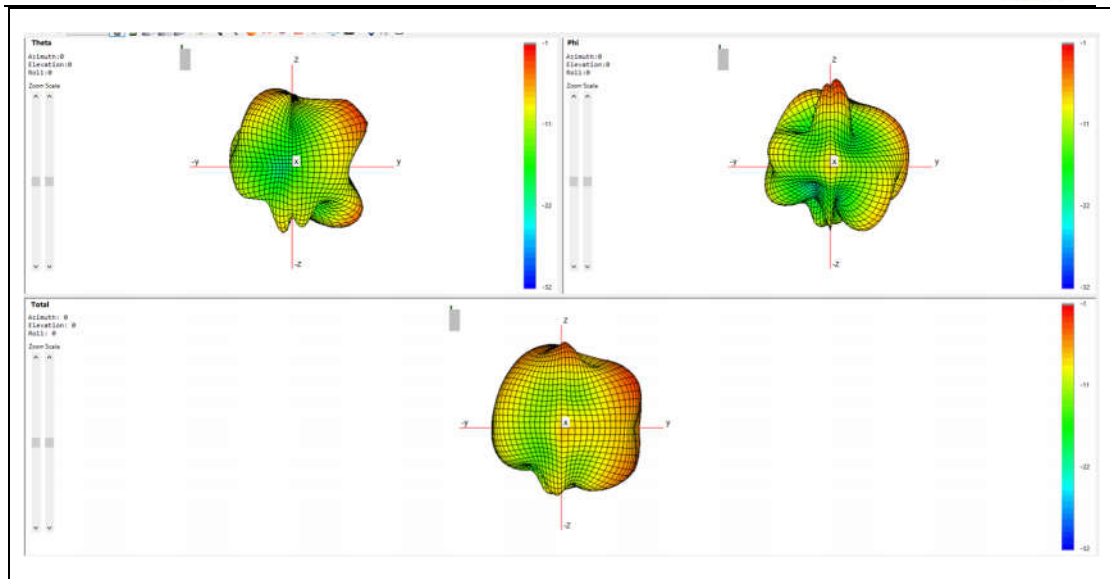 Theta
Azimuth:0
Elevation:0
Roll:0
Zoom Scale
Z
-y
X
y
-Z
-1
-11
-22
-32
Phi
Azimuth:0
Elevation:0
Roll:0
Zoom Scale
Z
-y
X
y
-Z
-1
-11
-22
-32
Total
Azimuth: 0
Elevation: 0
Roll: 0
Zoom Scale
Z
-y
X
y
-Z
-1
-11
-22
-32